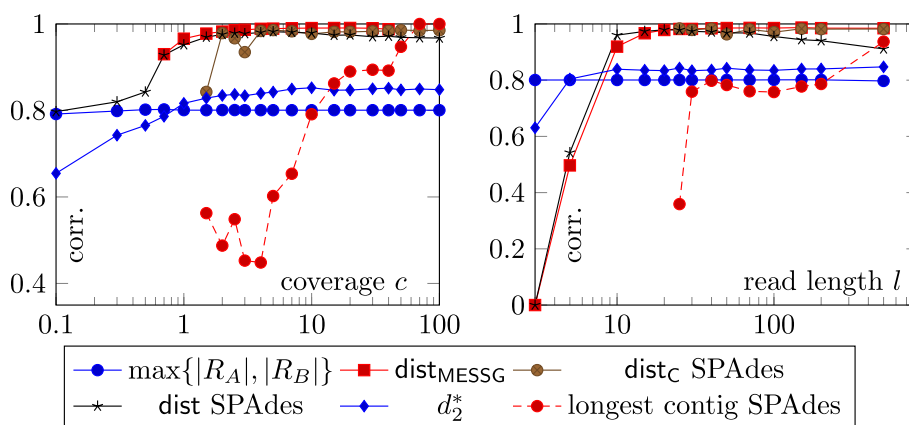 1
0.8
0.6
0.4
0.1
1
10
100
corr.
coverage c
1
0.8
0.6
0.4
0.2
0
10
100
corr.
read length l
max{|R_A|, |R_B|}
dist_MESSG
dist_C SPAdes
dist SPAdes
d_2^*
longest contig SPAdes